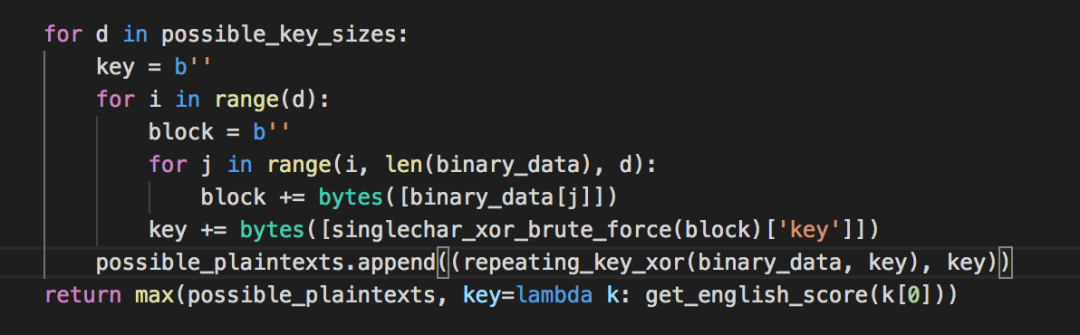 for d in possible_key_sizes:
    key = b''
    for i in range(d):
        block = b''
        for j in range(i, len(binary_data), d):
            block += bytes([binary_data[j]])
        key += bytes([singlechar_xor_brute_force(block)['key']])
    possible_plaintexts.append((repeating_key_xor(binary_data, key), key))
return max(possible_plaintexts, key=lambda k: get_english_score(k[0]))